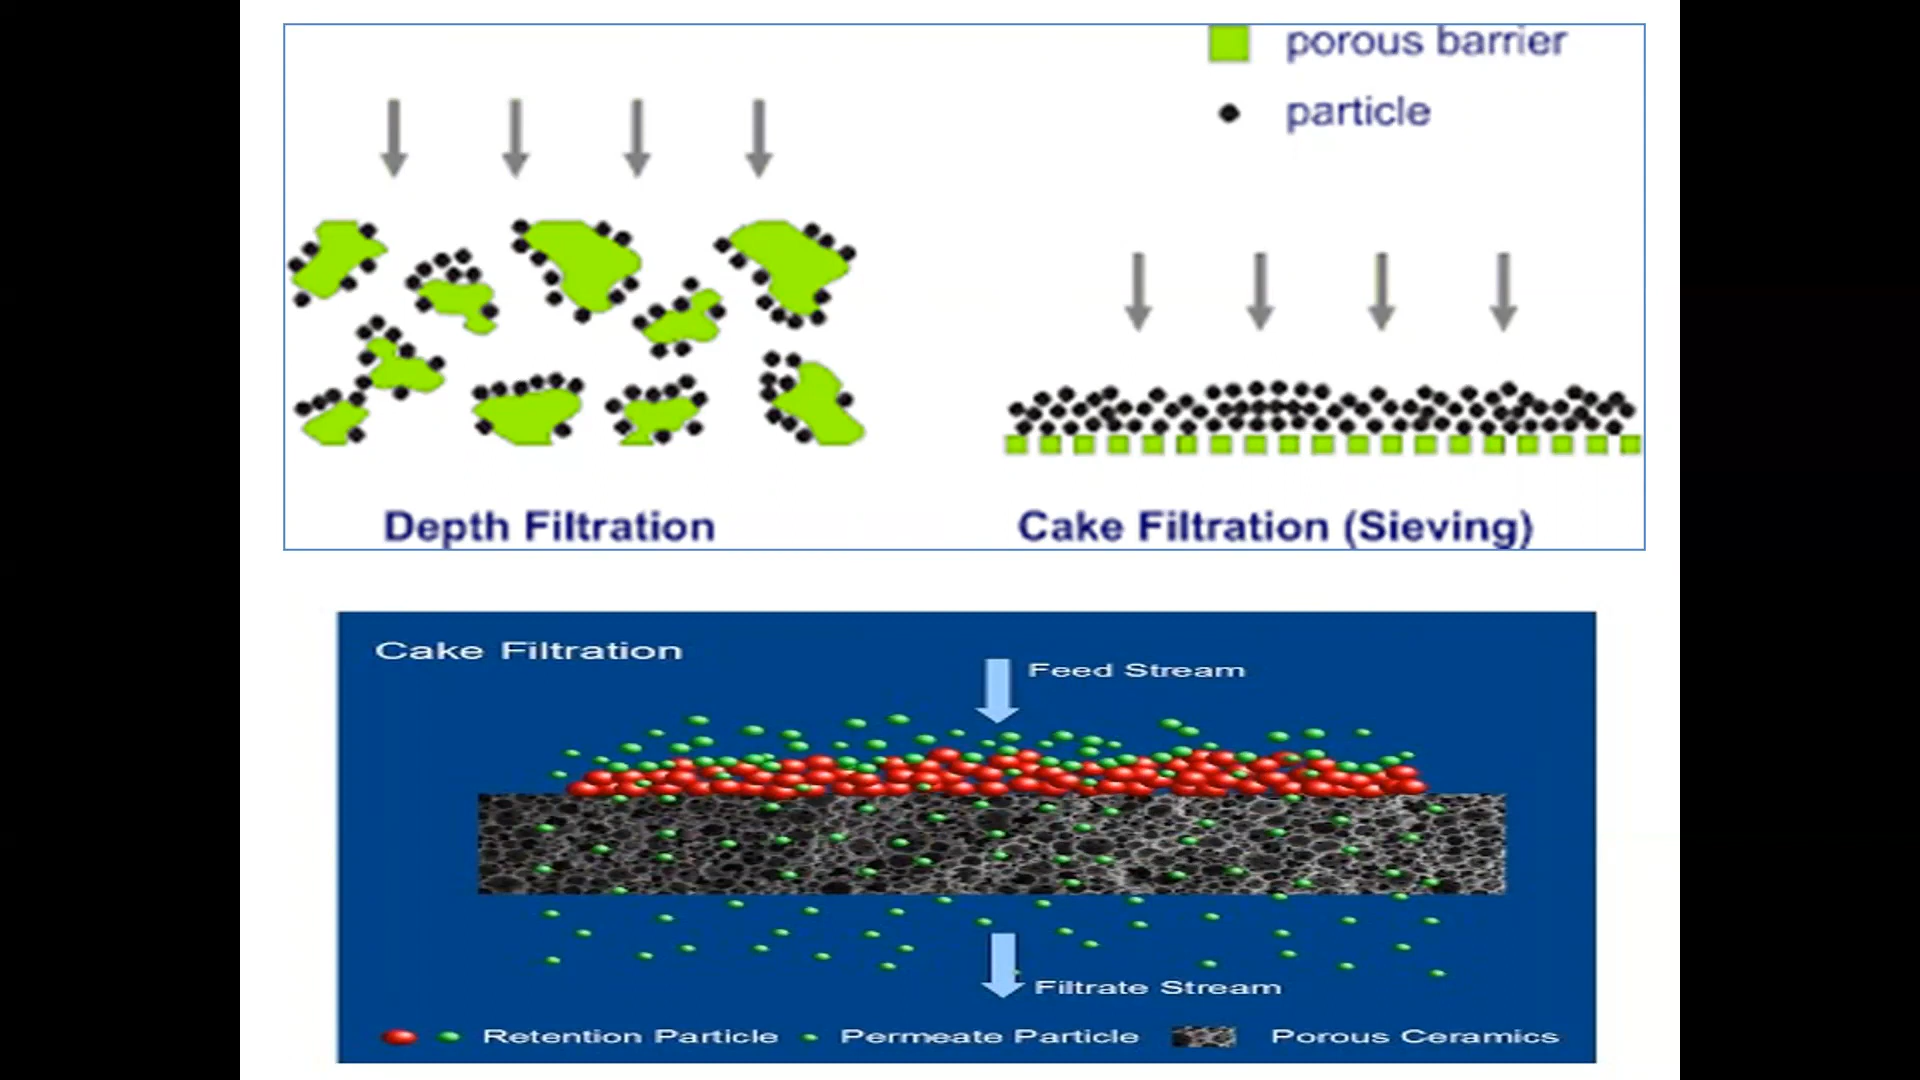 porous barrier
particle
Depth Filtration
Cake Filtration (Sieving)
Cake Filtration
Feed Stream
Filtrate Stream
Retention Particle Permeate Particle Porous Ceramics